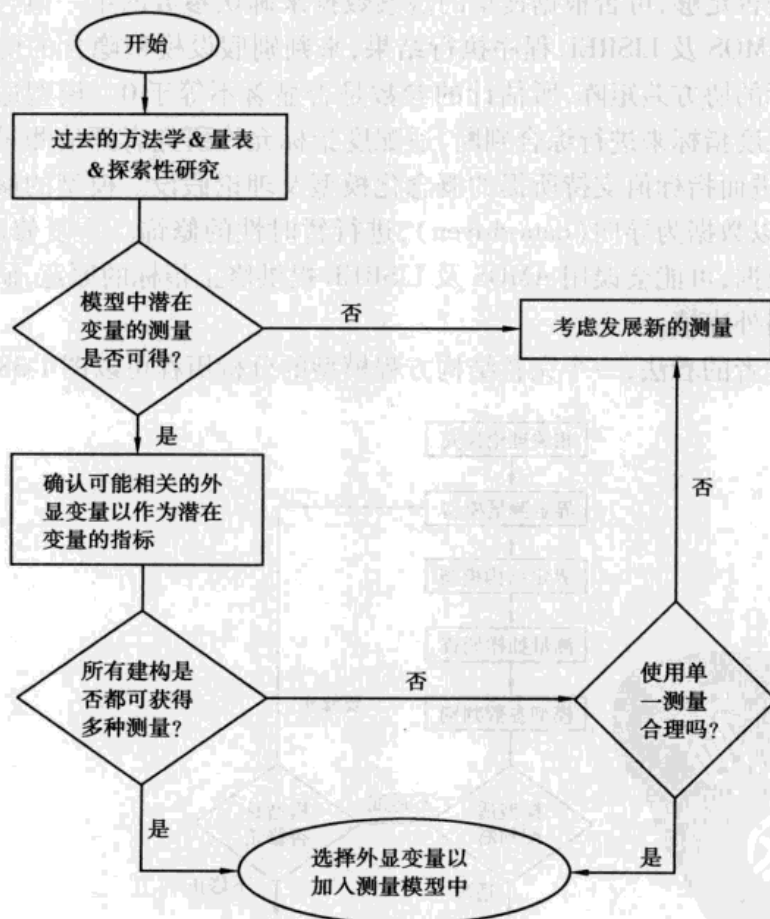 开始
过去的方法学&量表
&探索性研究
模型中潜在
变量的测量
是否可得?
否
考虑发展新的测量
是
确认可能相关的外
显变量以作为潜在
变量的指标
否
所有建构是
否都可获得
多种测量?
否
使用单
一测量
合理吗?
是
选择外显变量以
加入测量模型中
是